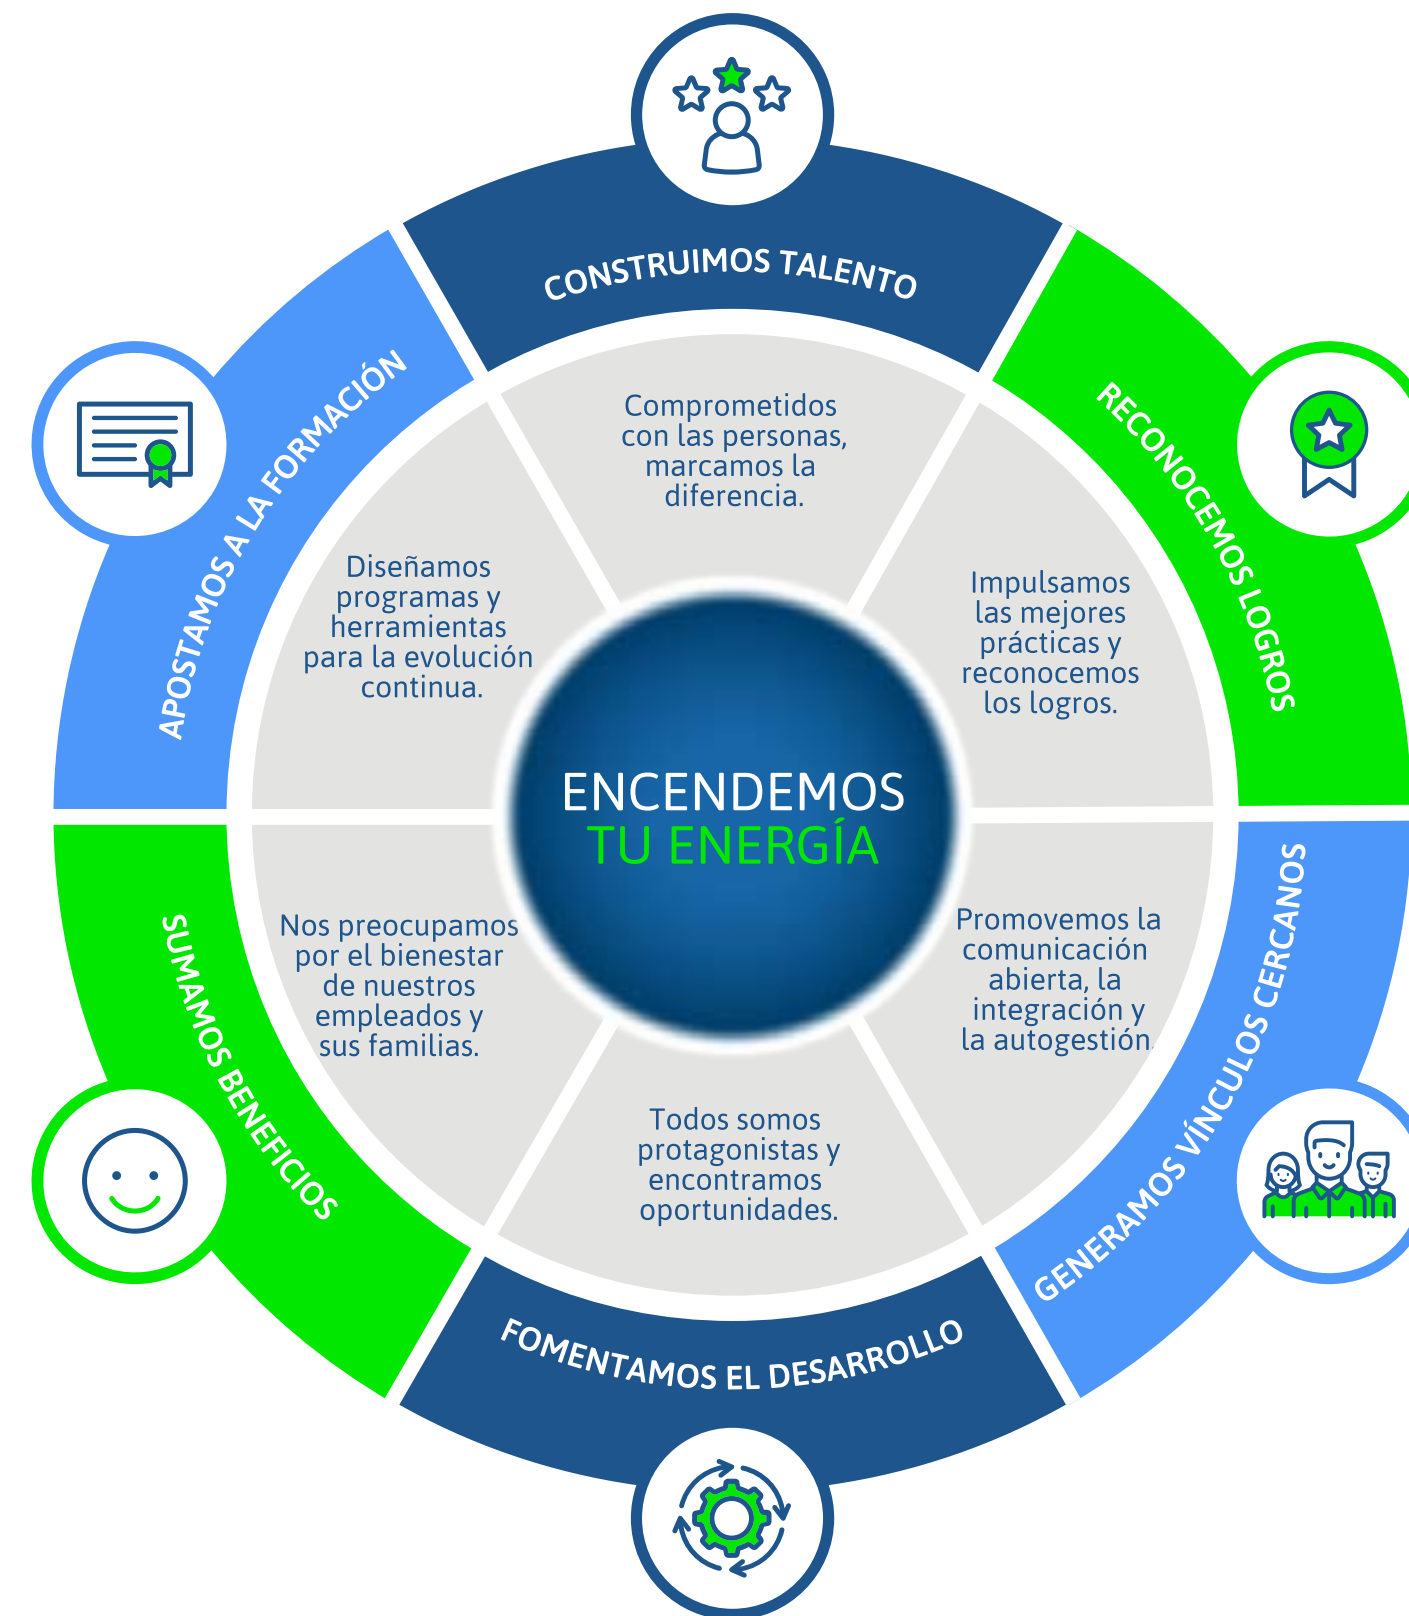 CONSTRUIMOS TALENTO
Comprometidos
con las personas,
marcamos la
diferencia.
RECONOCEMOS LOGROS
Impulsamos
las mejores
prácticas y
reconocemos
los logros.
GENERAMOS VÍNCULOS CERCANOS
Promovemos la
comunicación
abierta, la
integración y
la autogestión.
FOMENTAMOS EL DESARROLLO
Todos somos
protagonistas y
encontramos
oportunidades.
SUMAMOS BENEFICIOS
Nos preocupamos
por el bienestar
de nuestros
empleados y
sus familias.
APOSTAMOS A LA FORMACIÓN
Diseñamos
programas y
herramientas
para la evolución
continua.
ENCENDEMOS
TU ENERGÍA